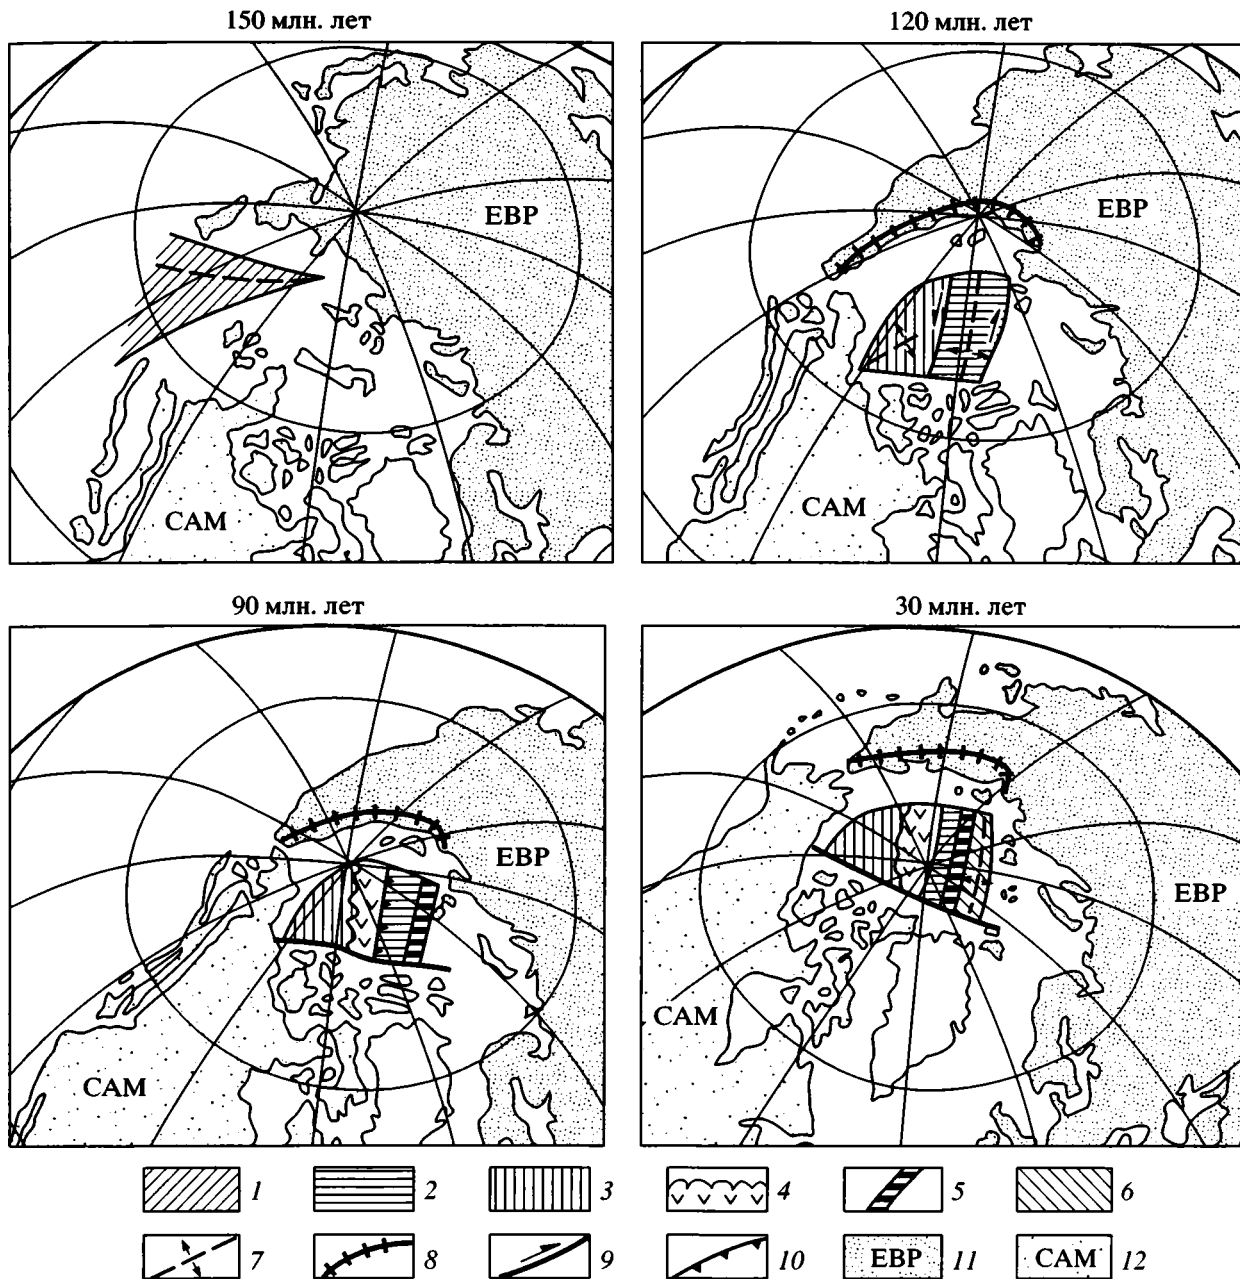 150 млн. лет
120 млн. лет
ЕВР
ЕВР
САМ
САМ
90 млн. лет
30 млн. лет
ЕВР
ЕВР
САМ
САМ
1 2 3 4 5 6
7 8 9 10 ЕВР 11 САМ 12